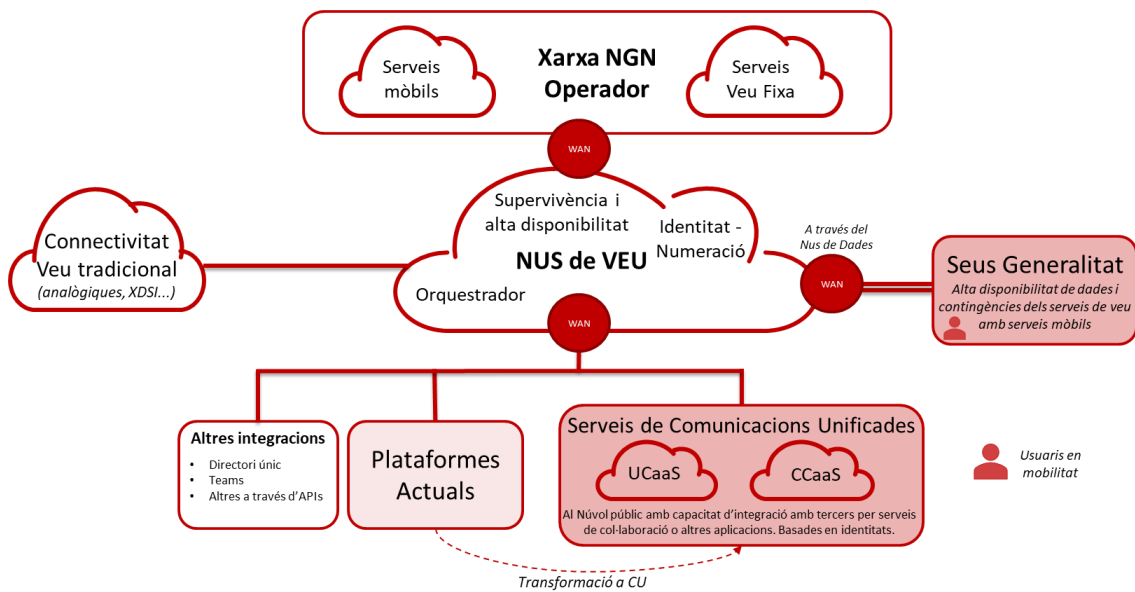 Serveis
mòbils
Xarxa NGN
Operador
Serveis
Veu Fixa
WAN
Supervivència i
alta disponibilitat
Identitat -
Numeració
NUS de VEU
Orquestrador
WAN
Connectivitat
Veu tradicional
(analògiques, XDSI...)
A través del
Nus de Dades
WAN
Seus Generalitat
Alta disponibilitat de dades i
contingències dels serveis de veu
amb serveis mòbils
Altres integracions
• Directori únic
• Teams
• Altres a través d’APIs
Plataformes
Actuals
Serveis de Comunicacions Unificades
UCaaS
CCaaS
Al Núvol públic amb capacitat d’integració amb tercers per serveis
de col·laboració o altres aplicacions. Basades en identitats.
Usuaris en
mobilitat
Transformació a CU